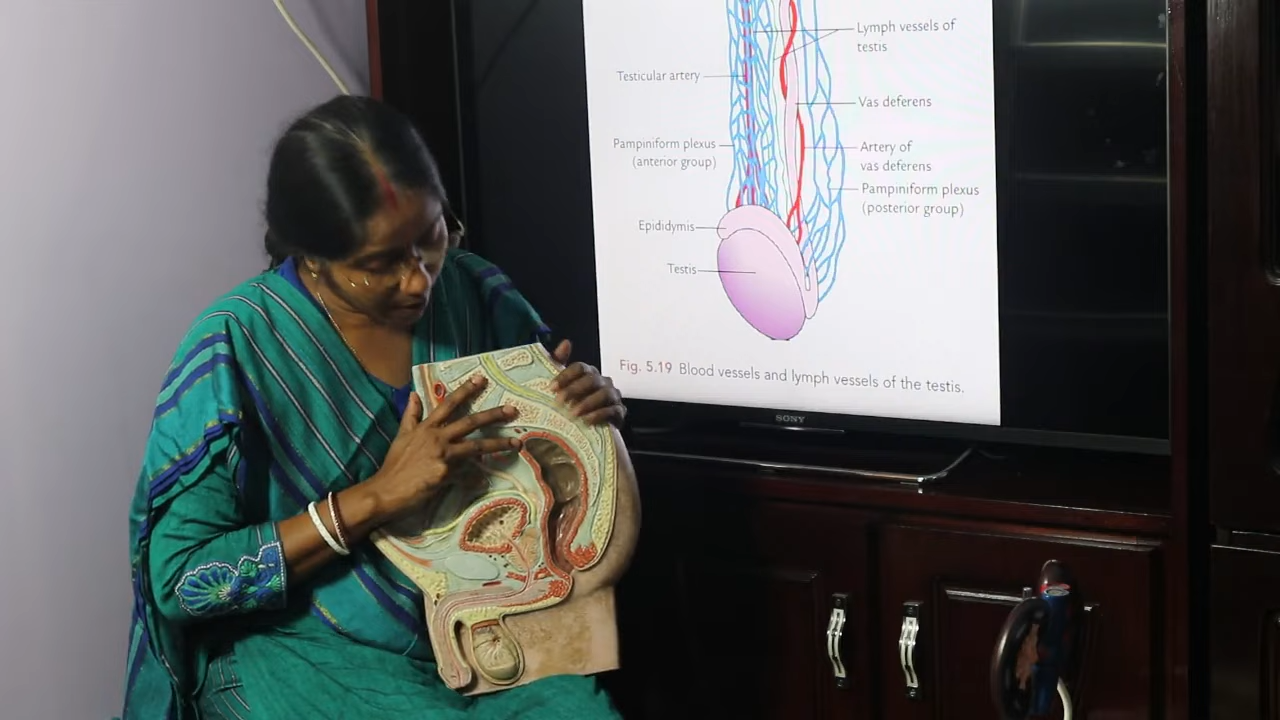 Lymph vessels of
testis
Testicular artery
Vas deferens
Pampiniform plexus
(anterior group)
Artery of
vas deferens
Pampiniform plexus
(posterior group)
Epididymis
Testis
Fig. 5.19 Blood vessels and lymph vessels of the testis.
SONY